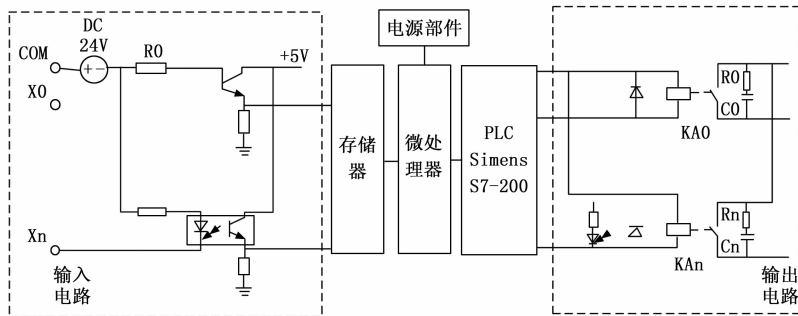 DC
24V
COM
R0
+5V
X0
Xn
输入
电路
存储
器
电源部件
微处
理器
PLC
Simens
S7-200
KA0
R0
C0
KAn
Rn
Cn
输出
电路